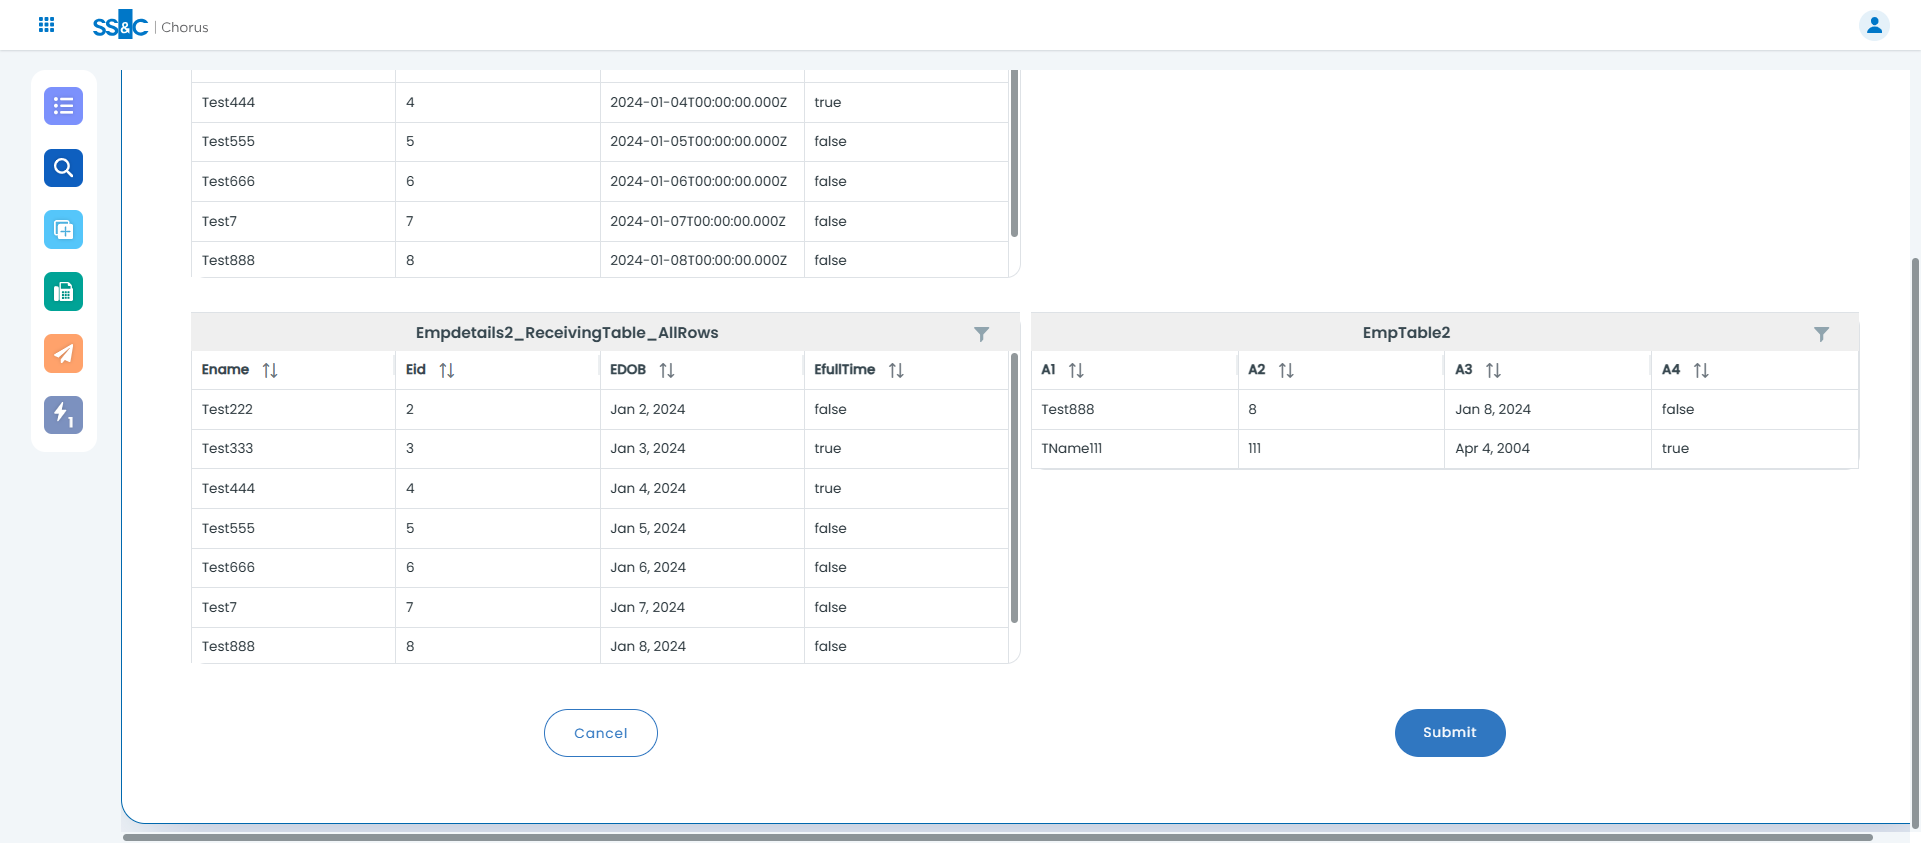 SS&C | Chorus
Test444 4 2024-01-04T00:00:00.000Z true
Test555 5 2024-01-05T00:00:00.000Z false
Test666 6 2024-01-06T00:00:00.000Z false
Test7 7 2024-01-07T00:00:00.000Z false
Test888 8 2024-01-08T00:00:00.000Z false
Empdetails2_ReceivingTable_AllRows
Ename Eid EDOB EfullTime
Test222 2 Jan 2, 2024 false
Test333 3 Jan 3, 2024 true
Test444 4 Jan 4, 2024 true
Test555 5 Jan 5, 2024 false
Test666 6 Jan 6, 2024 false
Test7 7 Jan 7, 2024 false
Test888 8 Jan 8, 2024 false
EmpTable2
A1 A2 A3 A4
Test888 8 Jan 8, 2024 false
TName111 111 Apr 4, 2004 true
1
Cancel
Submit